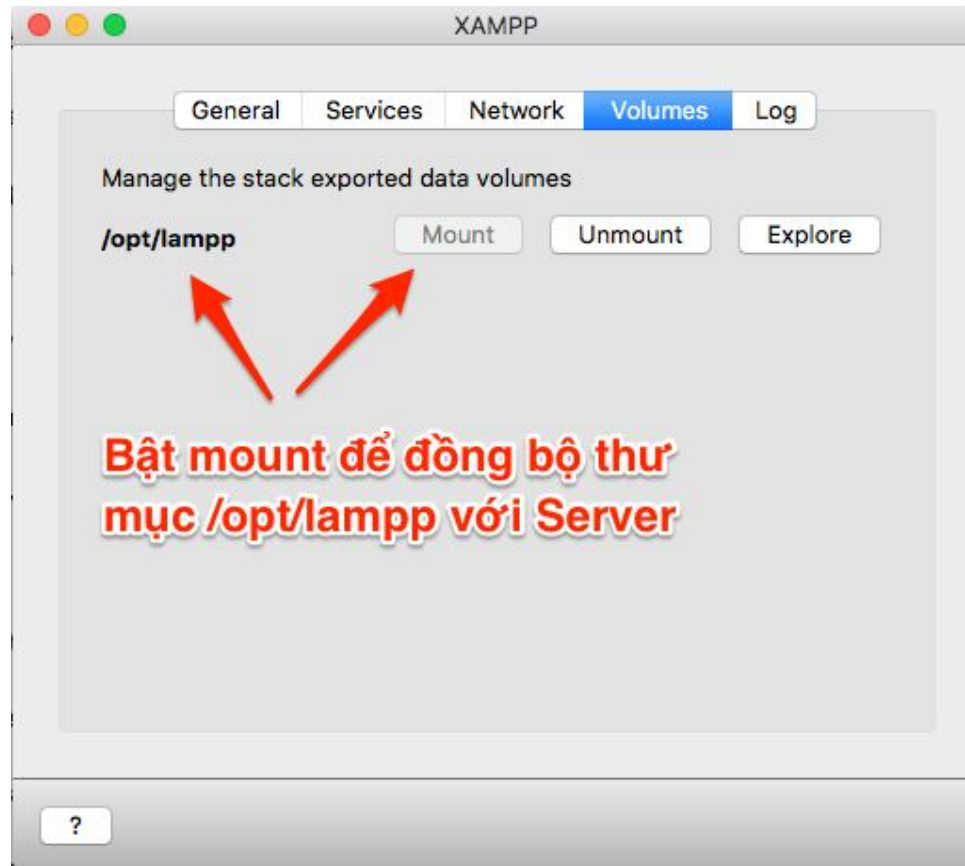 XAMPP
General Services Network Volumes Log
Manage the stack exported data volumes
/opt/lampp Mount Unmount Explore
Bật mount để đồng bộ thư
mục /opt/lampp với Server
?